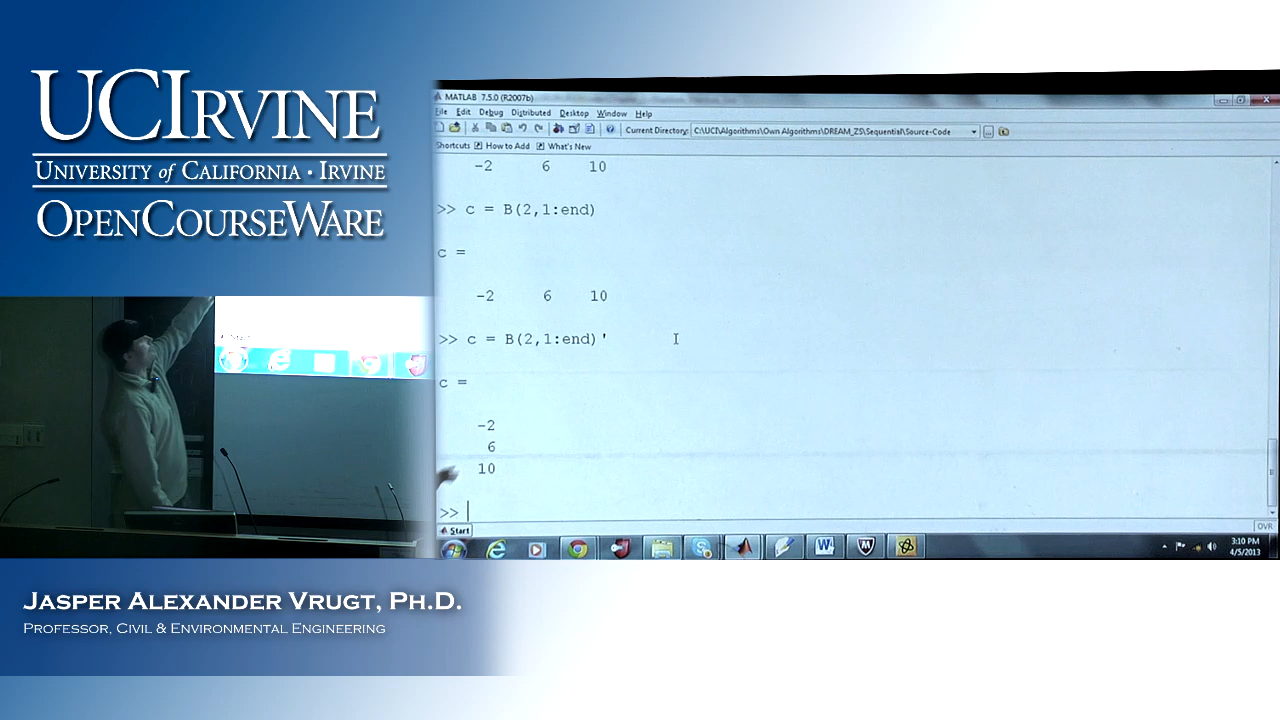 UCIRVINE
UNIVERSITY of CALIFORNIA • IRVINE
OPENCOURSEWARE
MATLAB 7.5.0 (R2007b)
File Edit Debug Distributed Desktop Window Help
Current Directory: C:\UCI\Algorithms\Own Algorithms\DREAM_ZS\Sequential\Source-Code
Shortcuts How to Add What's New
-2 6 10
>> c = B(2,1:end)
c =
-2 6 10
>> c = B(2,1:end)'
c =
-2
6
10
>>
Start
OVR
3:10 PM
4/5/2013
JASPER ALEXANDER VRUGT, PH.D.
PROFESSOR, CIVIL & ENVIRONMENTAL ENGINEERING